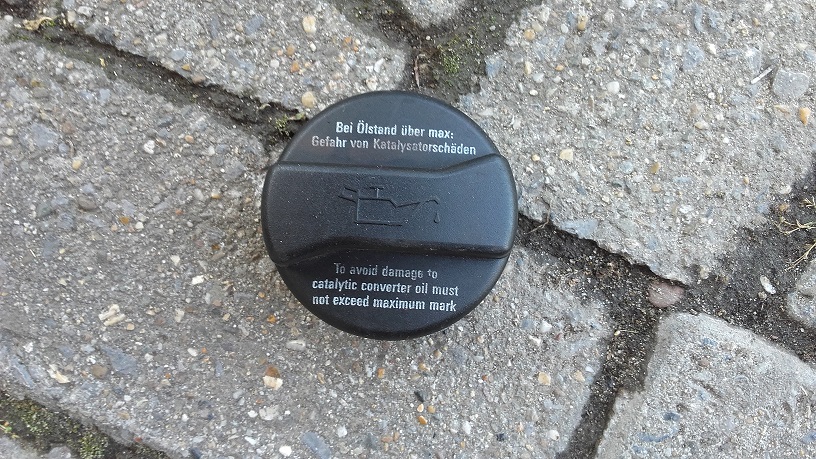 Bei Ölstand über max:
Gefahr von Katalysatorschäden
To avoid damage to
catalytic converter oil must
not exceed maximum mark